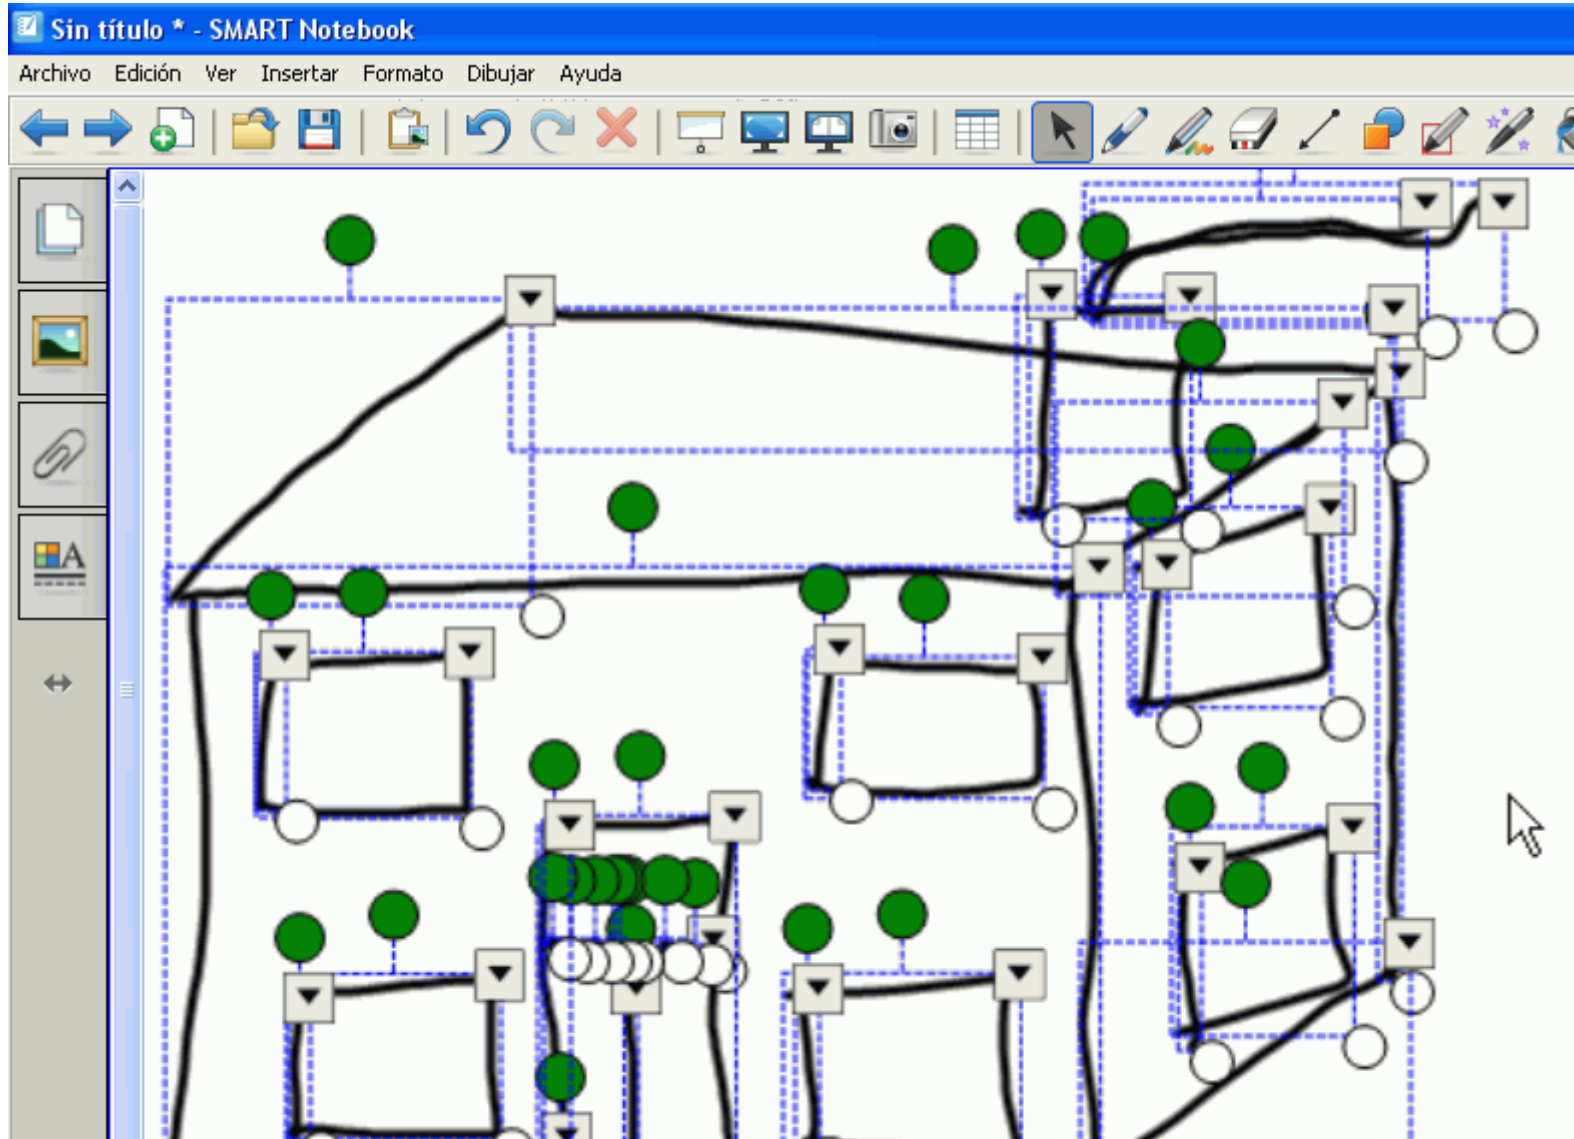 Sin título * - SMART Notebook
Archivo Edición Ver Insertar Formato Dibujar Ayuda
A